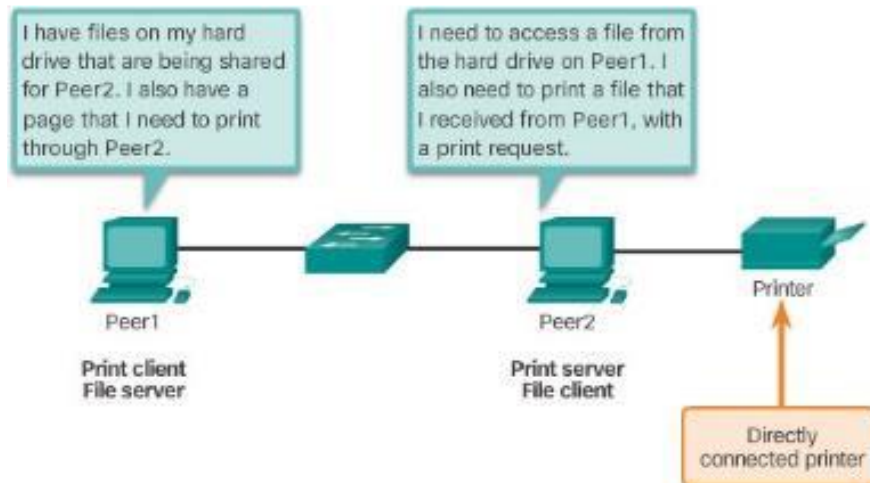 I have files on my hard
drive that are being shared
for Peer2. I also have a
page that I need to print
through Peer2.
I need to access a file from
the hard drive on Peer1. I
also need to print a file that
I received from Peer1, with
a print request.
Peer1
Print client
File server
Peer2
Print server
File client
Printer
Directly
connected printer